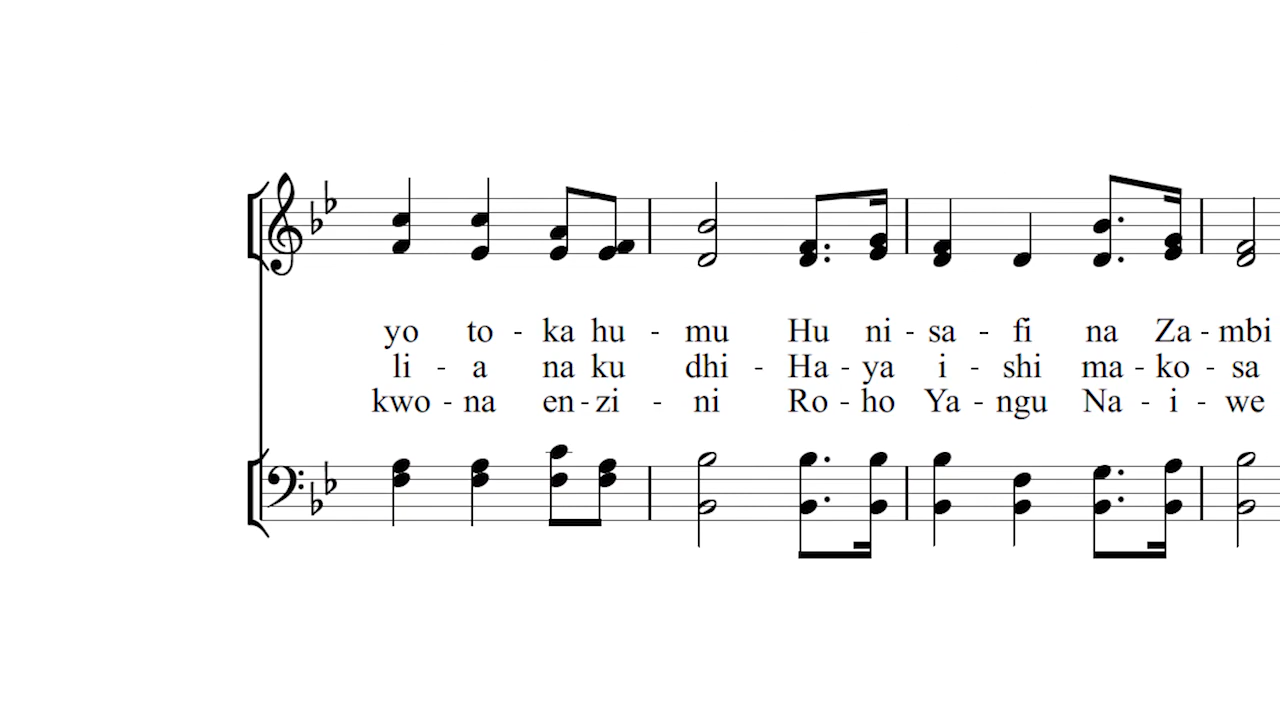 yo to - ka hu - mu Hu ni - sa - fi na Za - mbi
li - a na ku dhi - Ha - ya i - shi ma - ko - sa
kwo - na en - zi - ni Ro - ho Ya - ngu Na - i - we